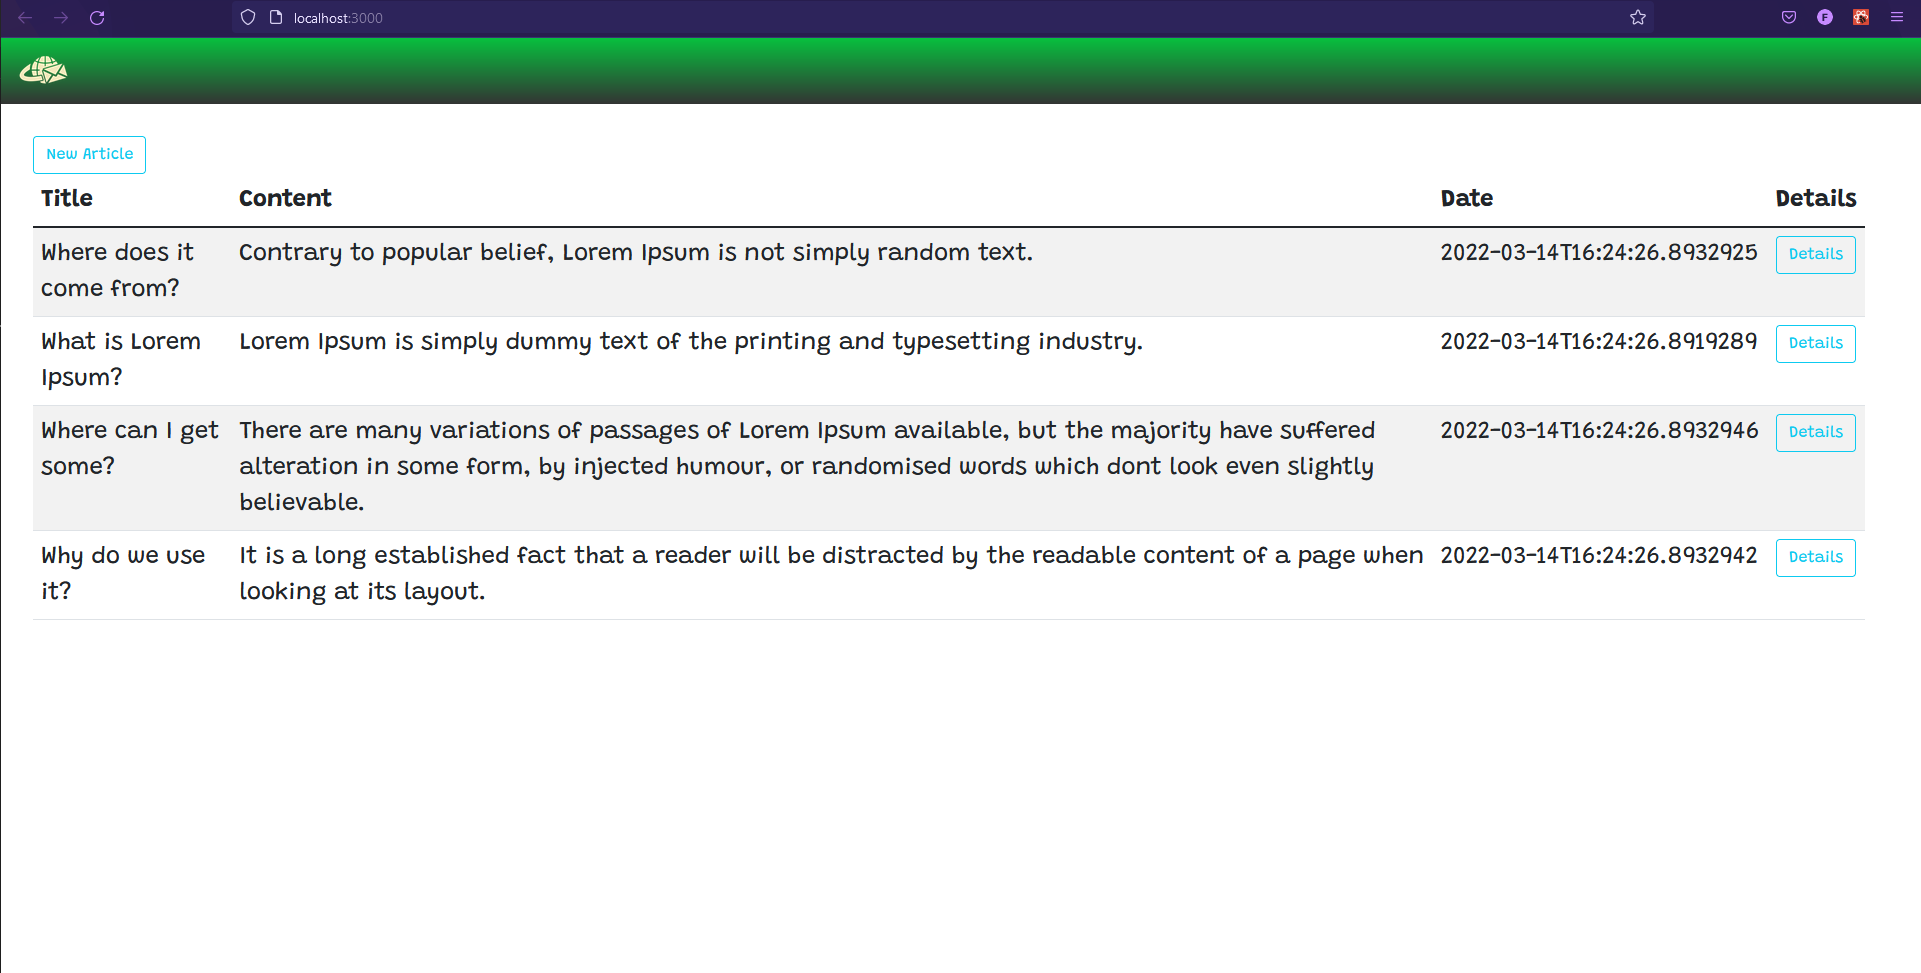 localhost:3000
F
New Article
Title Content Date Details
Where does it Contrary to popular belief, Lorem Ipsum is not simply random text. 2022-03-14T16:24:26.8932925 Details
come from?
What is Lorem Lorem Ipsum is simply dummy text of the printing and typesetting industry. 2022-03-14T16:24:26.8919289 Details
Ipsum?
Where can I get There are many variations of passages of Lorem Ipsum available, but the majority have suffered 2022-03-14T16:24:26.8932946 Details
some? alteration in some form, by injected humour, or randomised words which dont look even slightly
believable.
Why do we use It is a long established fact that a reader will be distracted by the readable content of a page when 2022-03-14T16:24:26.8932942 Details
it? looking at its layout.